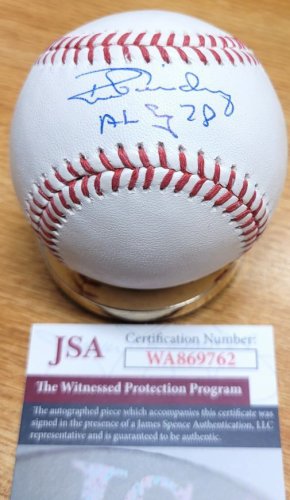 AL Cy 78
JSA
Certification Number:
WA869762
The Witnessed Protection Program
The autographed piece which accompanies this certificate was
signed in the presence of a James Spence Authentication, LLC
representative and is guaranteed to be authentic.